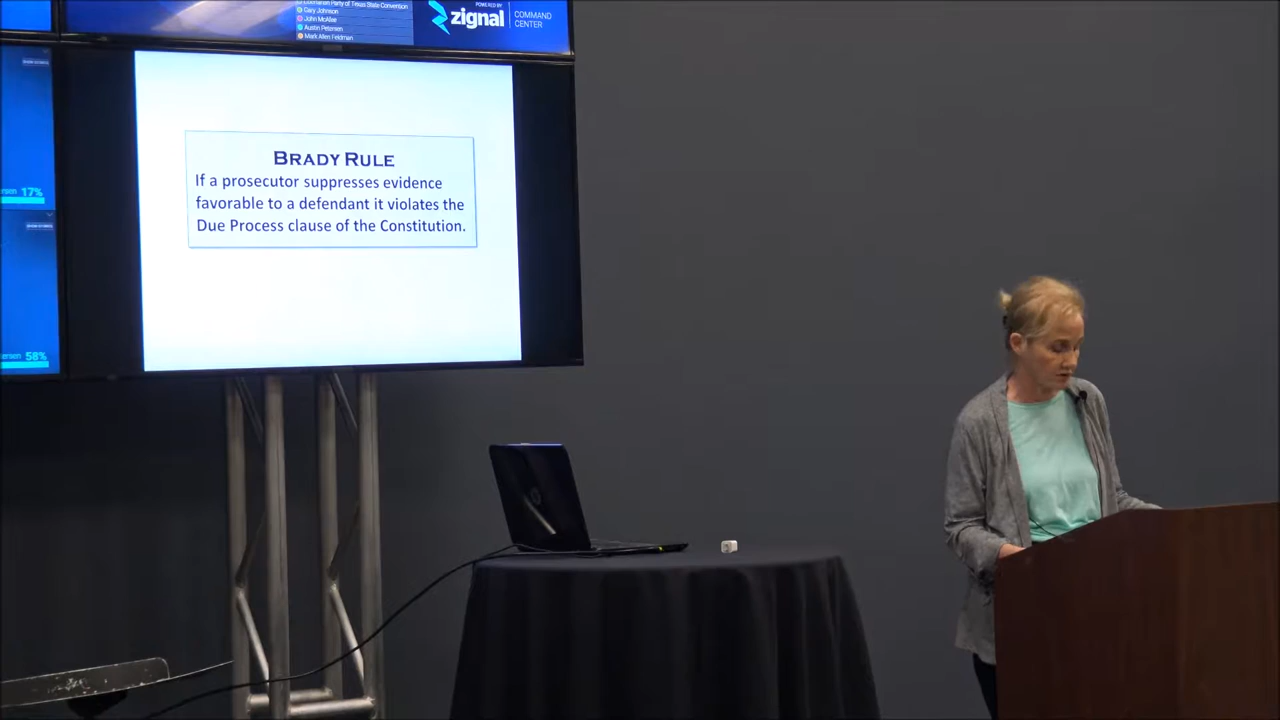 Libertarian Party of Texas State Convention
Gary Johnson
John McAfee
Austin Petersen
Mark Allen Feldman
POWERED BY
zignal
COMMAND
CENTER
17%
58%
BRADY RULE
If a prosecutor suppresses evidence
favorable to a defendant it violates the
Due Process clause of the Constitution.